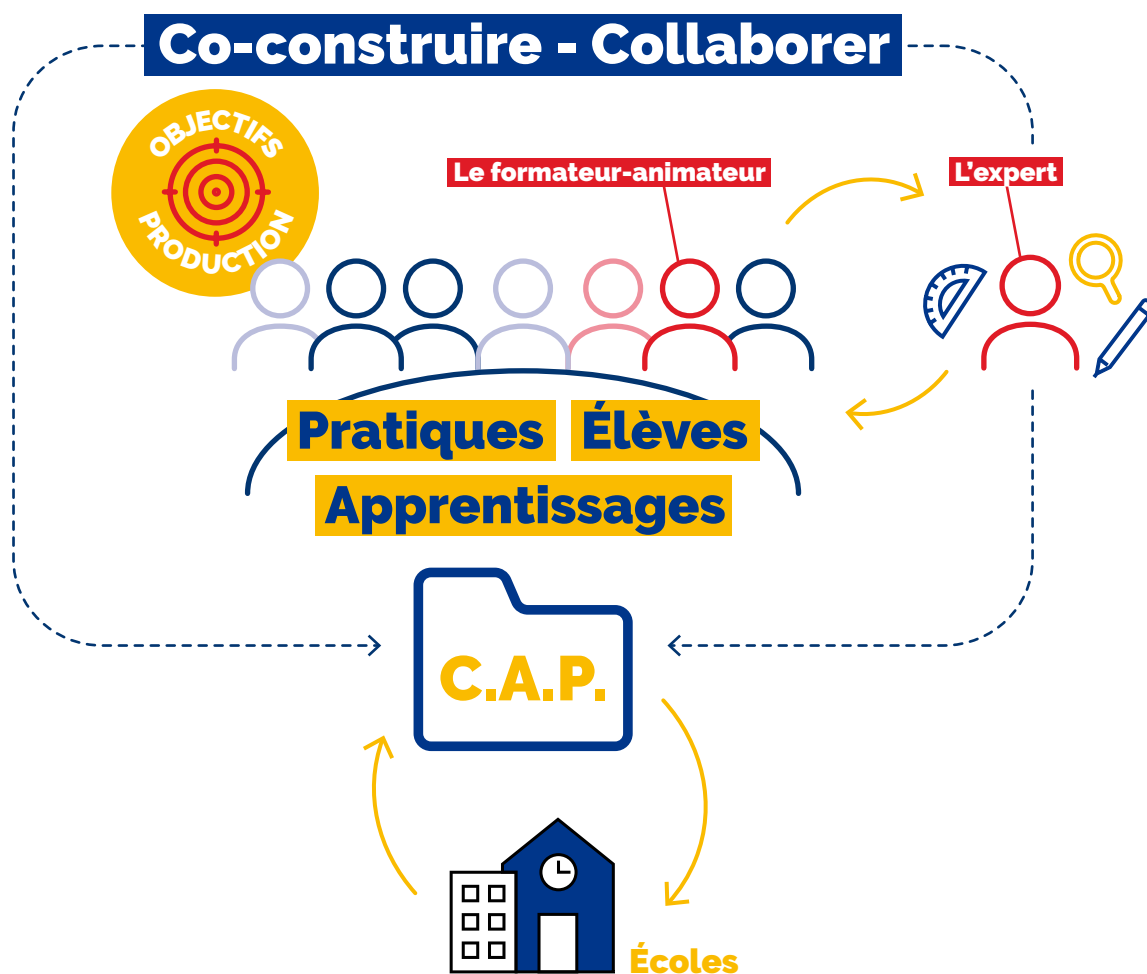 Co-construire - Collaborer
OBJECTIFS
PRODUCTION
Le formateur-animateur
L'expert
Pratiques Élèves
Apprentissages
C.A.P.
Écoles